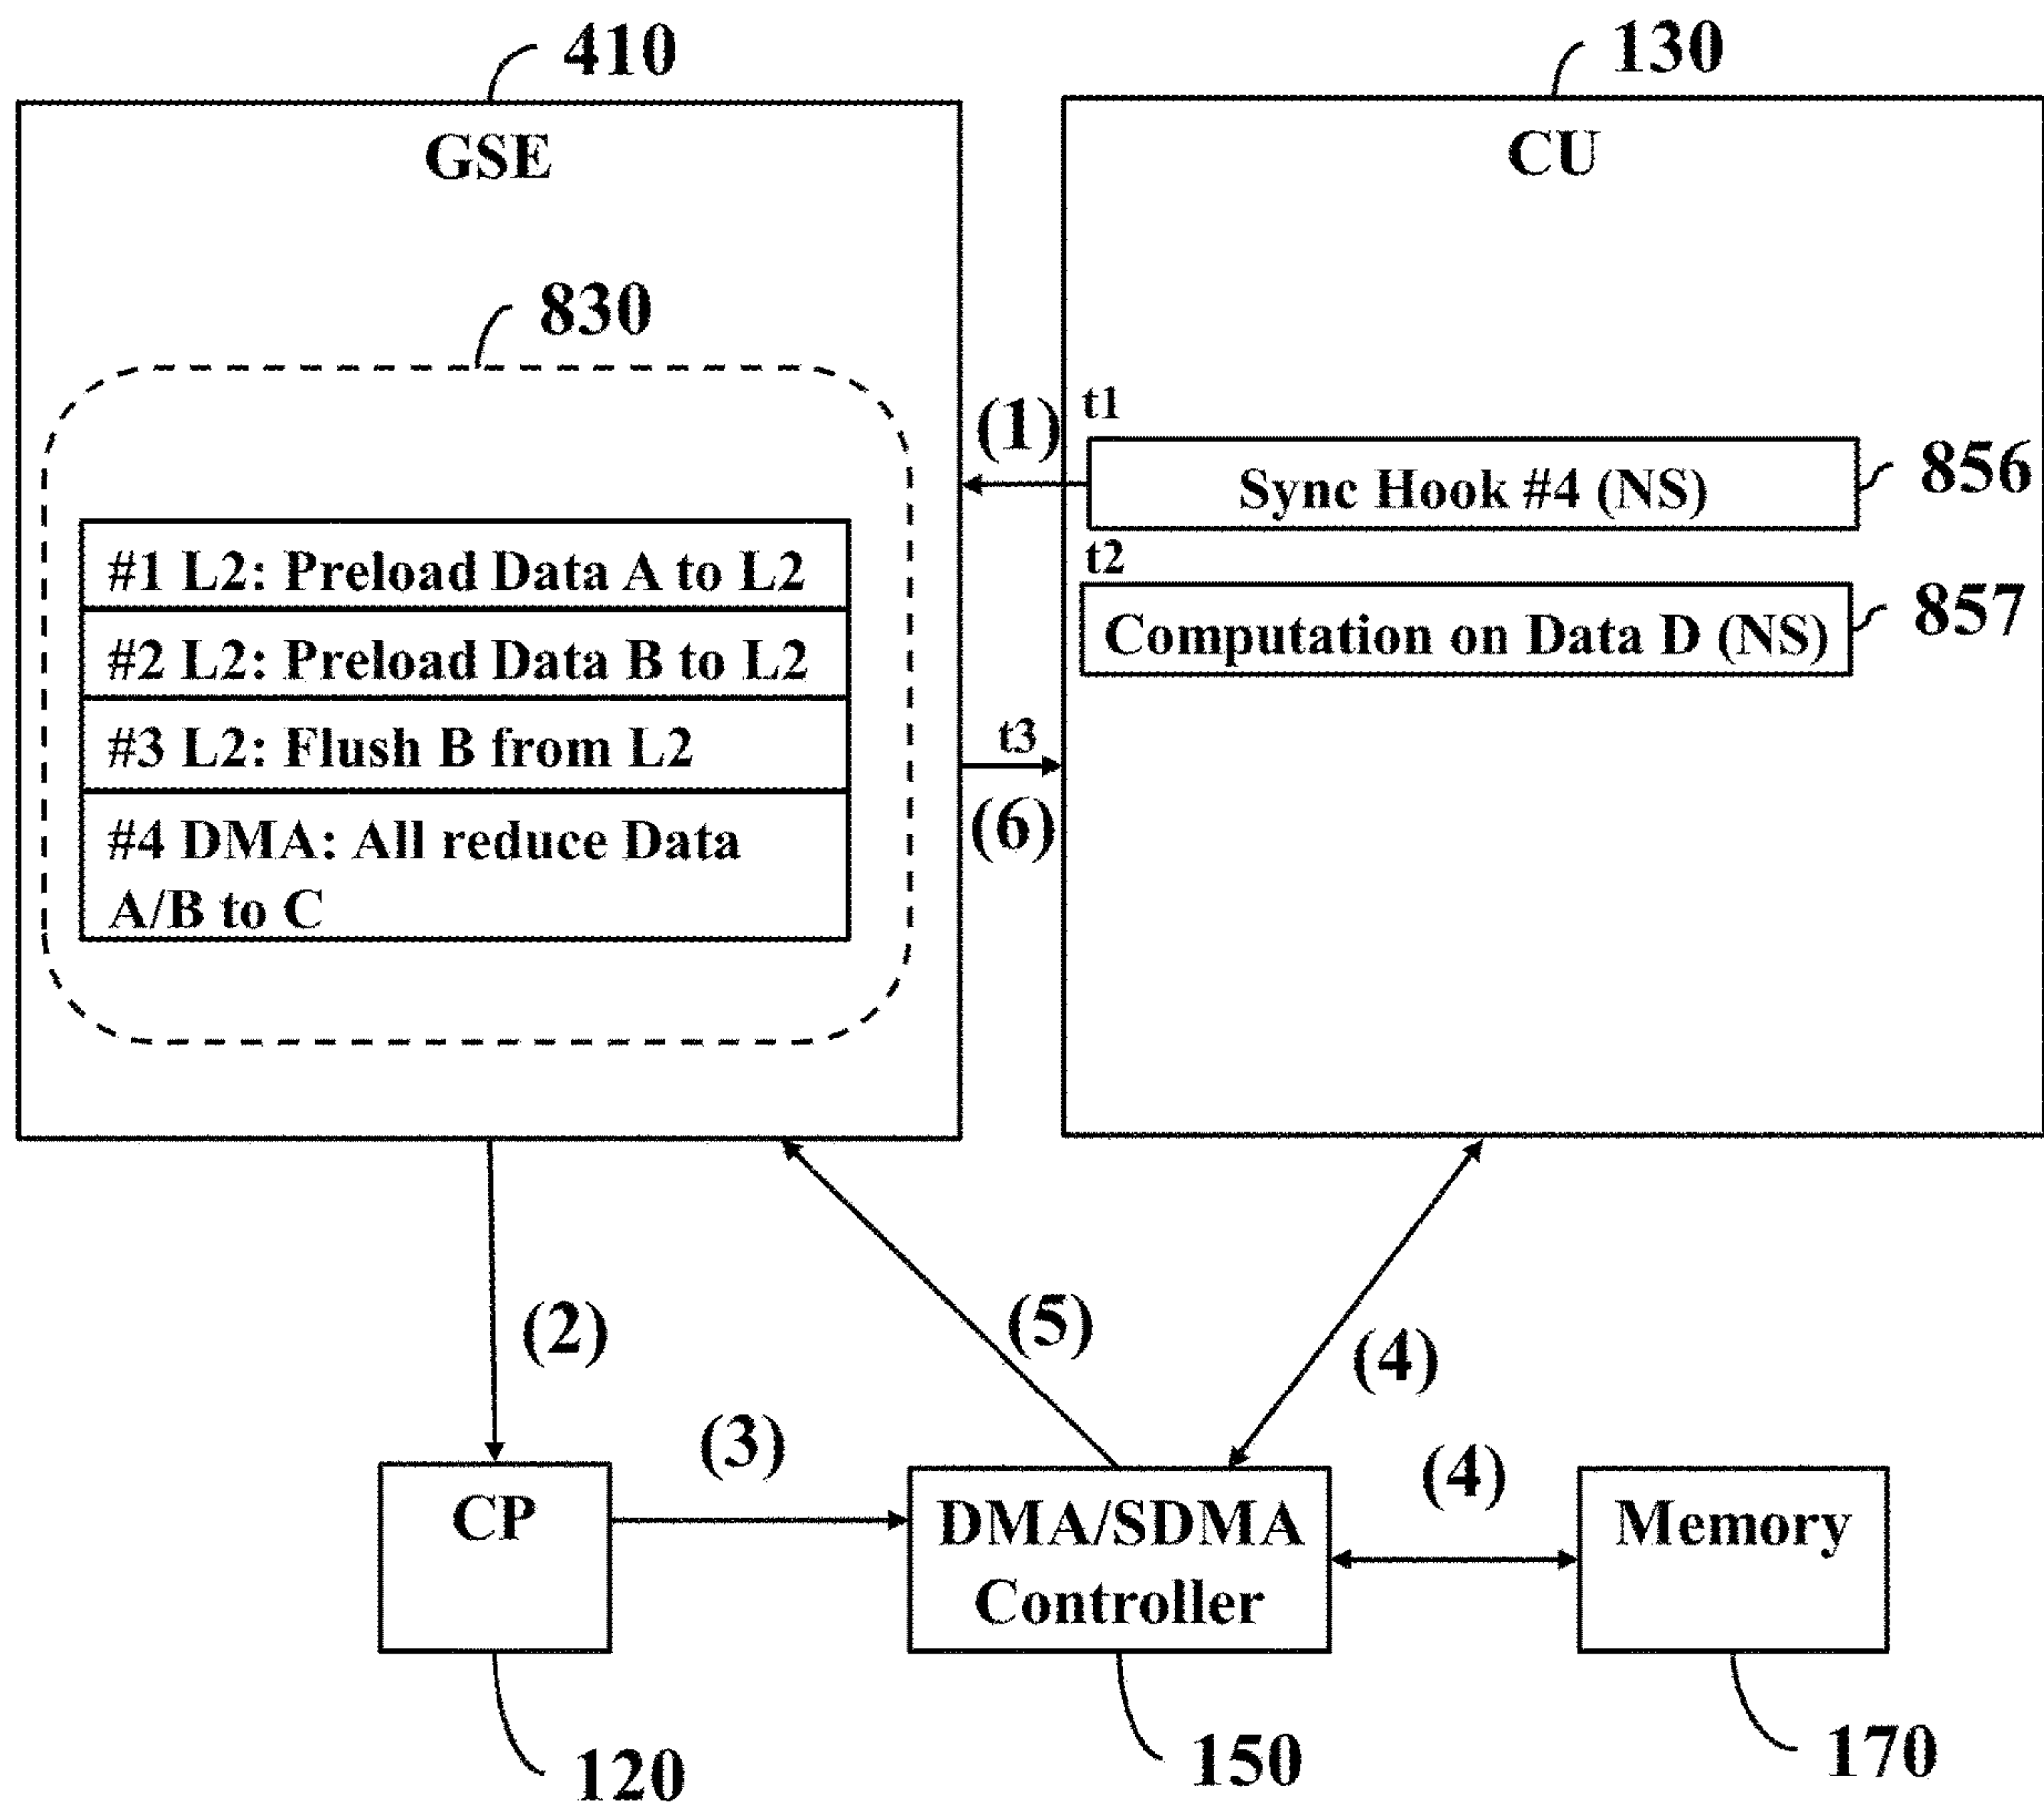 410
130
GSE
CU
830
t1
(1)
Sync Hook #4 (NS)
856
t2
#1 L2: Preload Data A to L2
Computation on Data D (NS)
857
#2 L2: Preload Data B to L2
#3 L2: Flush B from L2
t3
(6)
#4 DMA: All reduce Data
A/B to C
(2)
(5)
(4)
(3)
(4)
CP
DMA/SDMA
Controller
Memory
120
150
170